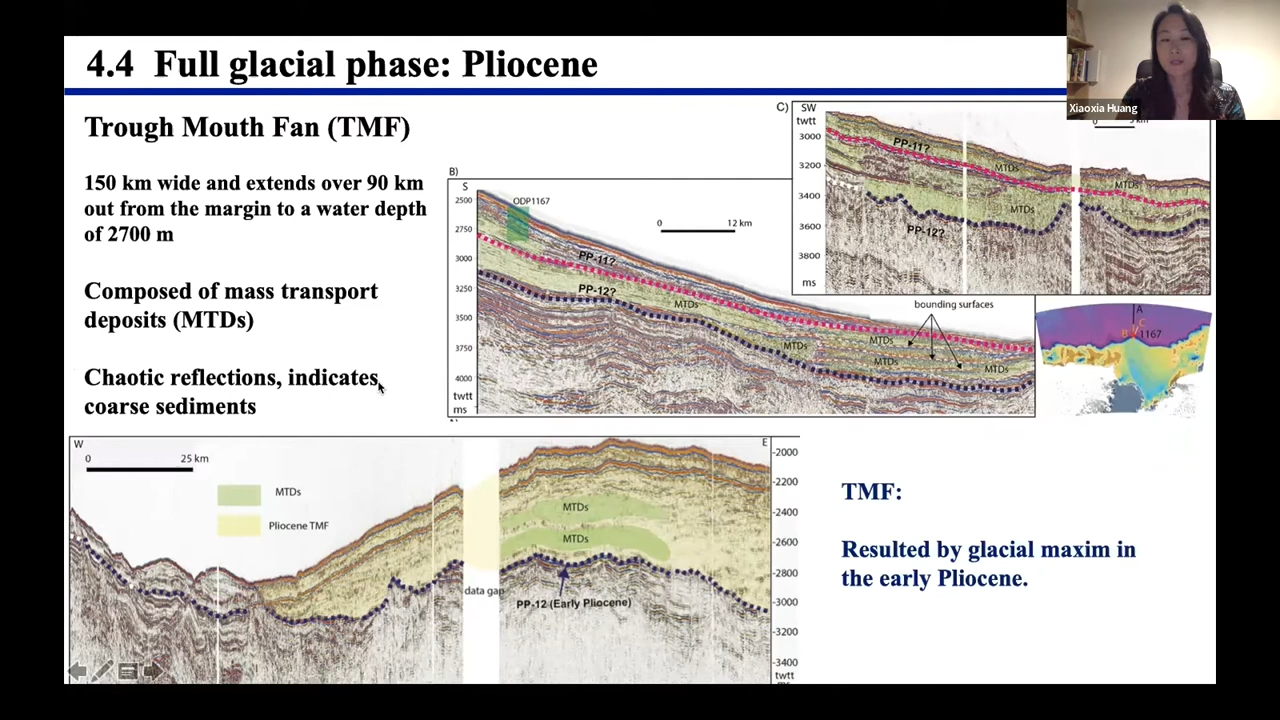 4.4 Full glacial phase: Pliocene
Xiaoxia Huang
Trough Mouth Fan (TMF)
150 km wide and extends over 90 km
out from the margin to a water depth
of 2700 m
Composed of mass transport
deposits (MTDs)
Chaotic reflections, indicates
coarse sediments
B)
S
2500
2750
3000
3250
3500
3750
4000
twtt
ms
ODP1167
0 12 km
PP-11?
PP-12?
MTDs
MTDs
MTDs
MTDs
MTDs
bounding surfaces
C)
SW
twtt
3000
3200
3400
3600
3800
ms
PP-11?
MTDs
MTDs
MTDs
PP-12?
A
B C
1167
W
0 25 km
MTDs
Pliocene TMF
E
MTDs
MTDs
data gap
PP-12 (Early Pliocene)
-2000
-2200
-2400
-2600
-2800
-3000
-3200
-3400
twtt
TMF:
Resulted by glacial maxim in
the early Pliocene.